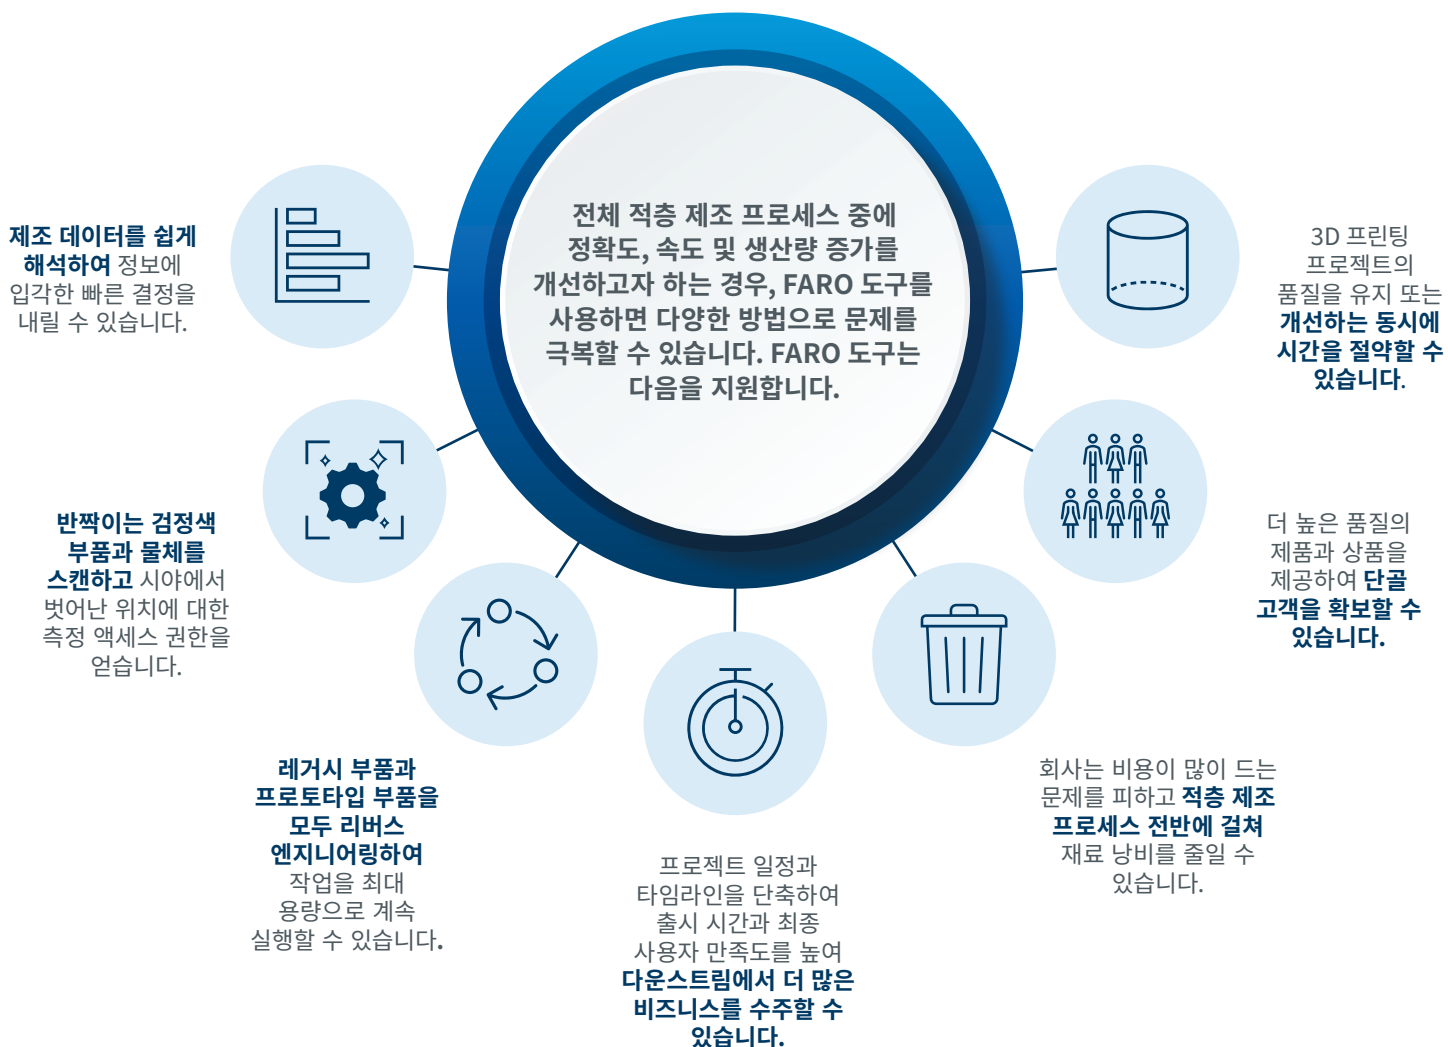 전체 적층 제조 프로세스 중에
정확도, 속도 및 생산량 증가를
개선하고자 하는 경우, FARO 도구를
사용하면 다양한 방법으로 문제를
극복할 수 있습니다. FARO 도구는
다음을 지원합니다.
제조 데이터를 쉽게
해석하여 정보에
입각한 빠른 결정을
내릴 수 있습니다.
반짝이는 검정색
부품과 물체를
스캔하고 시야에서
벗어난 위치에 대한
측정 액세스 권한을
얻습니다.
레거시 부품과
프로토타입 부품을
모두 리버스
엔지니어링하여
작업을 최대
용량으로 계속
실행할 수 있습니다.
프로젝트 일정과
타임라인을 단축하여
출시 시간과 최종
사용자 만족도를 높여
다운스트림에서 더 많은
비즈니스를 수주할 수
있습니다.
회사는 비용이 많이 드는
문제를 피하고 적층 제조
프로세스 전반에 걸쳐
재료 낭비를 줄일 수
있습니다.
더 높은 품질의
제품과 상품을
제공하여 단골
고객을 확보할 수
있습니다.
3D 프린팅
프로젝트의
품질을 유지 또는
개선하는 동시에
시간을 절약할 수
있습니다.